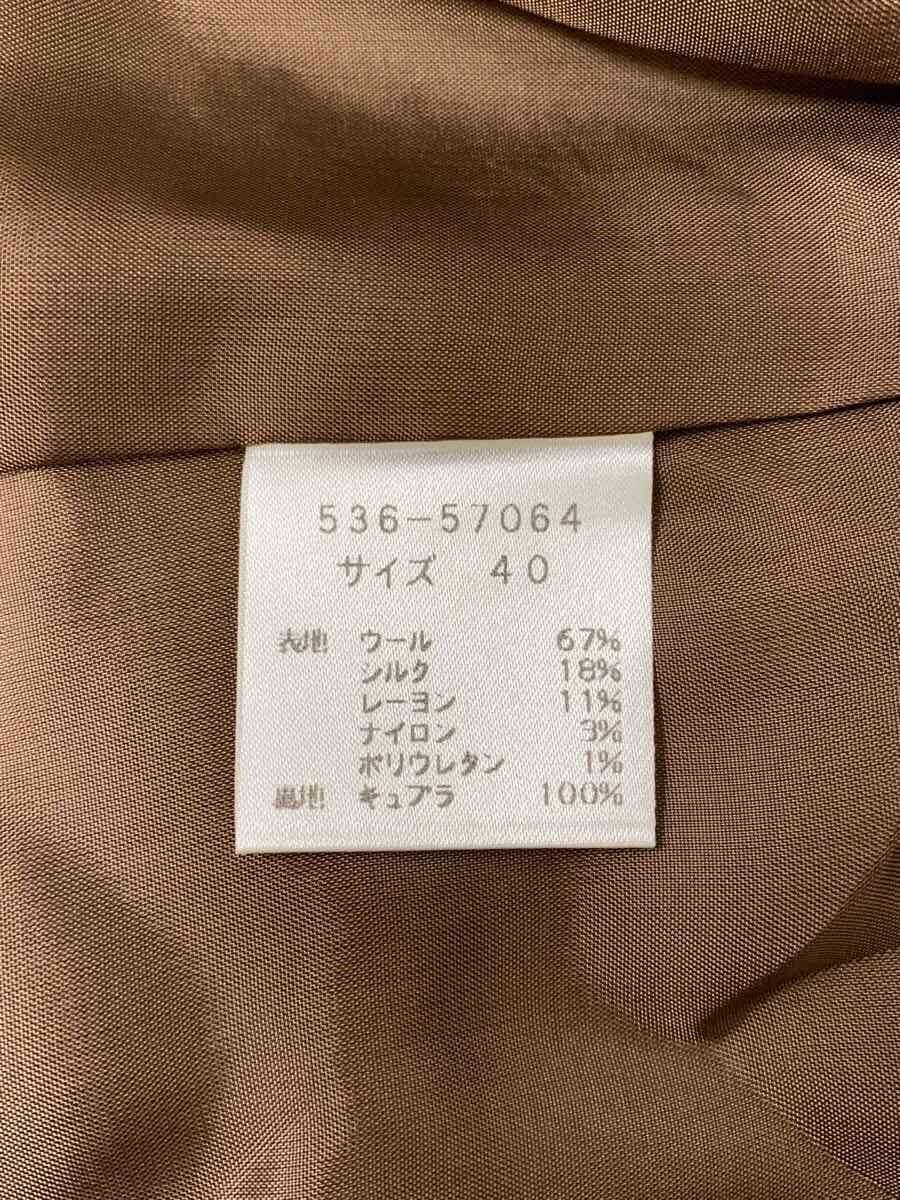 536-57064
サイズ 40
表地 ウール 67%
シルク 18%
レーヨン 11%
ナイロン 3%
ポリウレタン 1%
裏地 キュプラ 100%